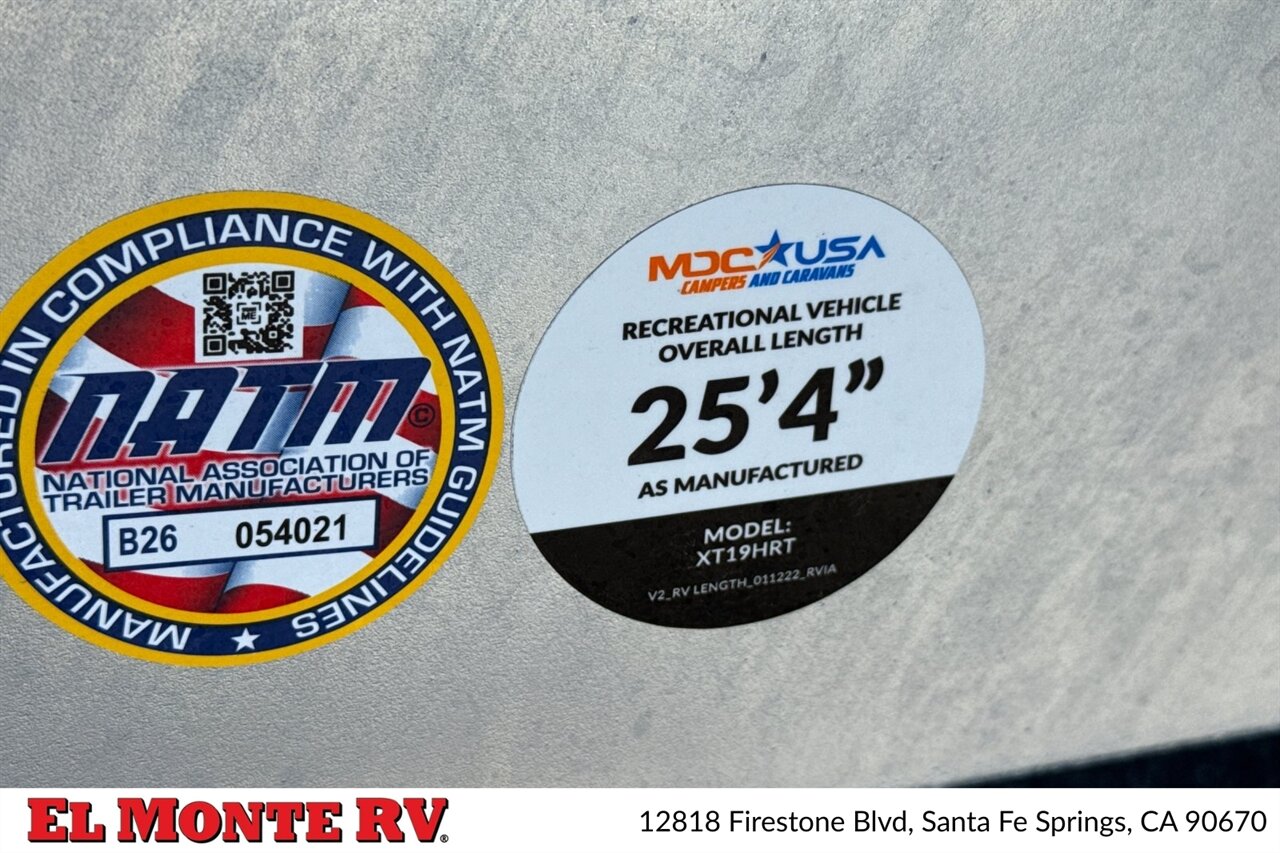 MANUFACTURED IN COMPLIANCE WITH NATM GUIDELINES
ME
NATM©
NATIONAL ASSOCIATION OF
TRAILER MANUFACTURERS
B26 054021
MDC USA
CAMPERS AND CARAVANS
RECREATIONAL VEHICLE
OVERALL LENGTH
25'4"
AS MANUFACTURED
MODEL:
XT19HRT
V2_RV LENGTH_011222_RVIA
EL MONTE RV®
12818 Firestone Blvd, Santa Fe Springs, CA 90670